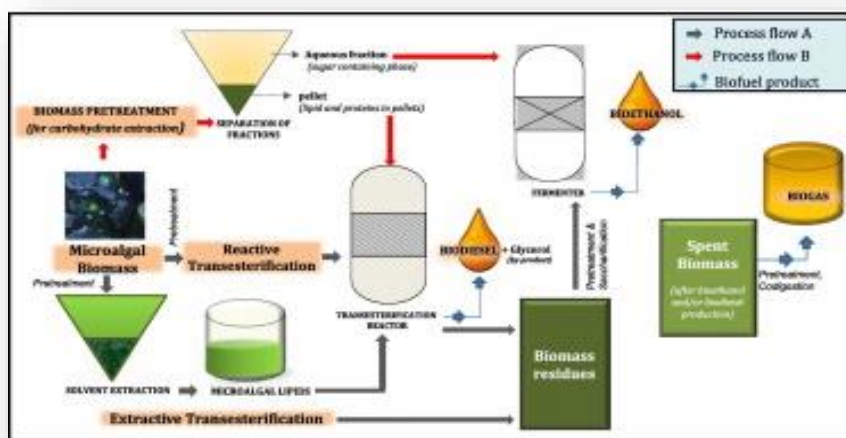 Process flow A
Process flow B
Biofuel product
Aqueous fraction
(sugar containing phase)
pellet
(lipid and proteins in pellets)
BIOMASS PRETREATMENT
(for carbohydrate extraction)
SEPARATION OF
FRACTIONS
BIOETHANOL
FERMENTER
BIOGAS
Pretreatment
Microalgal
Biomass
Reactive
Transesterification
BIODIESEL + Glycerol
(by product)
Pretreatment &
Saccharification
Spent
Biomass
(after bioethanol
and/or biodiesel
production)
Pretreatment,
Codigestion
Pretreatment
TRANSESTERIFICATION
REACTOR
Biomass
residues
SOLVENT EXTRACTION
MICROALGAL LIPIDS
Extractive Transesterification